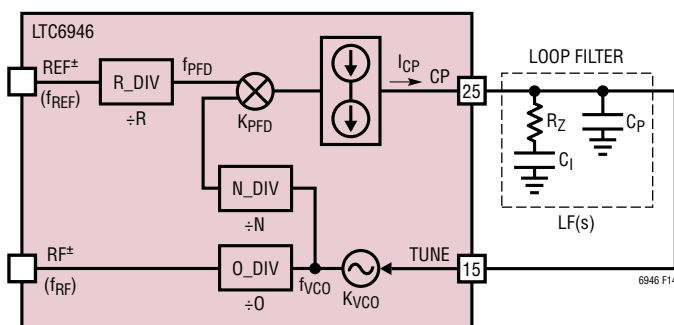 LTC6946
REF±
(fREF)
R_DIV
÷R
fPFD
KPFD
ICP
CP
25
LOOP FILTER
RZ
CI
CP
LF(s)
N_DIV
÷N
RF±
(fRF)
O_DIV
÷O
fVCO
KVCO
TUNE
15
6946 F14